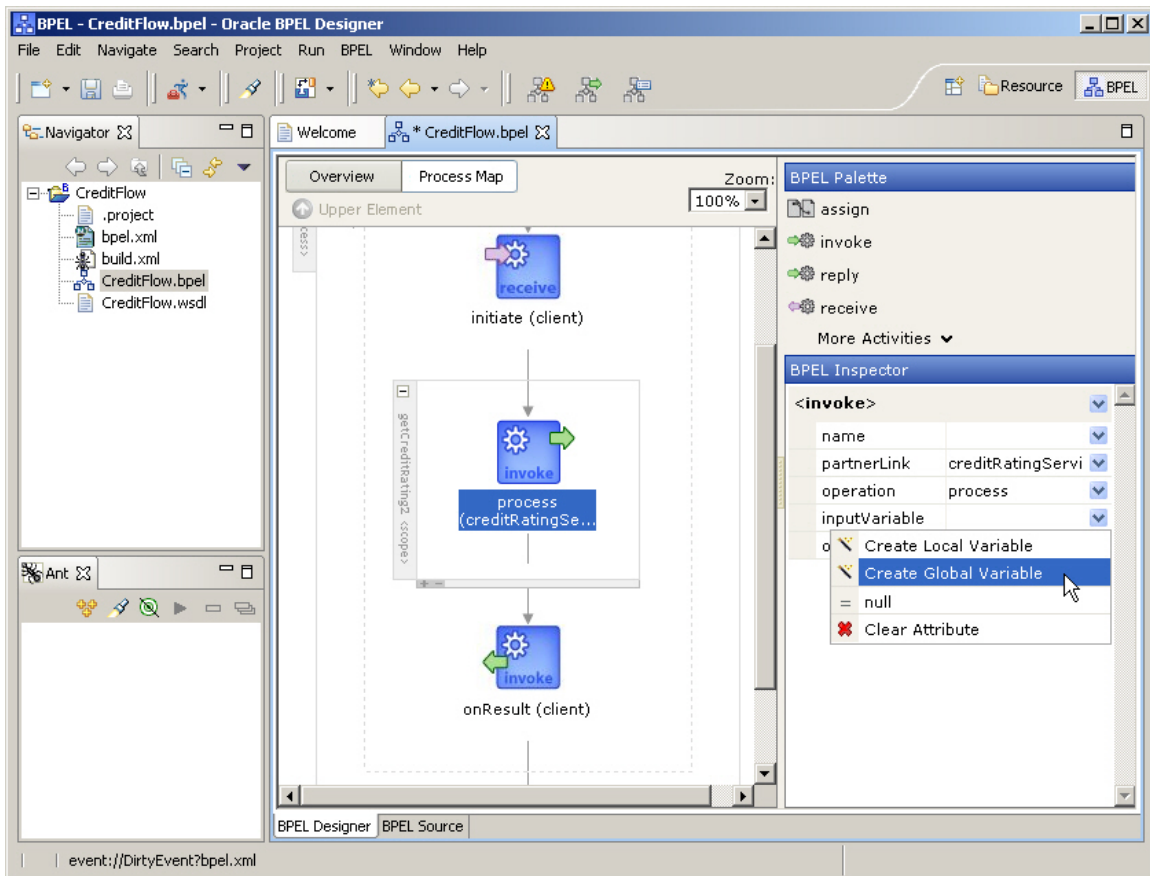 BPEL - CreditFlow.bpel - Oracle BPEL Designer
File Edit Navigate Search Project Run BPEL Window Help
Resource
BPEL
Navigator
Welcome
* CreditFlow.bpel
CreditFlow
.project
bpel.xml
build.xml
CreditFlow.bpel
CreditFlow.wsdl
Overview
Process Map
Zoom:
Upper Element
100%
cess>
receive
initiate (client)
getCreditRating2 <scope>
invoke
process
(creditRatingSe...
invoke
onResult (client)
BPEL Palette
assign
invoke
reply
receive
More Activities
BPEL Inspector
<invoke>
name
partnerLink creditRatingServi
operation process
inputVariable
o
Create Local Variable
Create Global Variable
= null
Clear Attribute
Ant
BPEL Designer
BPEL Source
event://DirtyEvent?bpel.xml